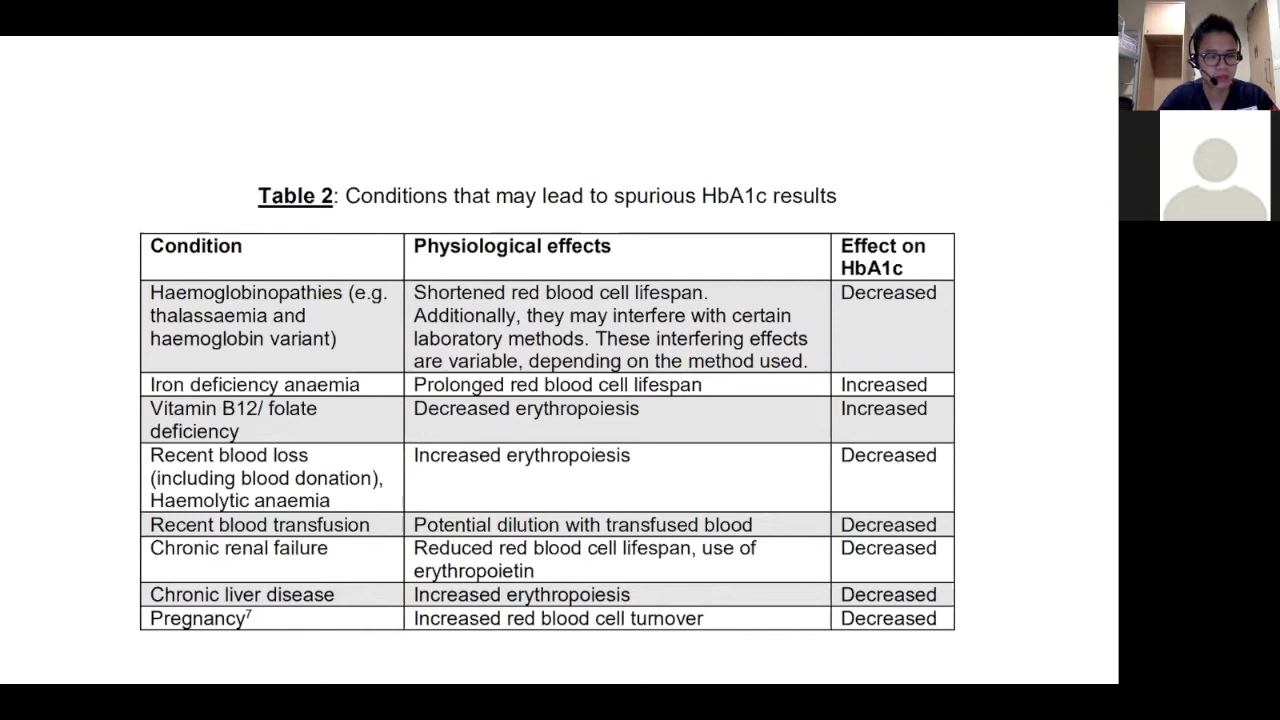 Table 2: Conditions that may lead to spurious HbA1c results
Condition
Physiological effects
Effect on
HbA1c
Haemoglobinopathies (e.g.
thalassaemia and
haemoglobin variant)
Shortened red blood cell lifespan.
Additionally, they may interfere with certain
laboratory methods. These interfering effects
are variable, depending on the method used.
Decreased
Iron deficiency anaemia
Prolonged red blood cell lifespan
Increased
Vitamin B12/ folate
deficiency
Decreased erythropoiesis
Increased
Recent blood loss
(including blood donation),
Haemolytic anaemia
Increased erythropoiesis
Decreased
Recent blood transfusion
Potential dilution with transfused blood
Decreased
Chronic renal failure
Reduced red blood cell lifespan, use of
erythropoietin
Decreased
Chronic liver disease
Increased erythropoiesis
Decreased
Pregnancy⁷
Increased red blood cell turnover
Decreased